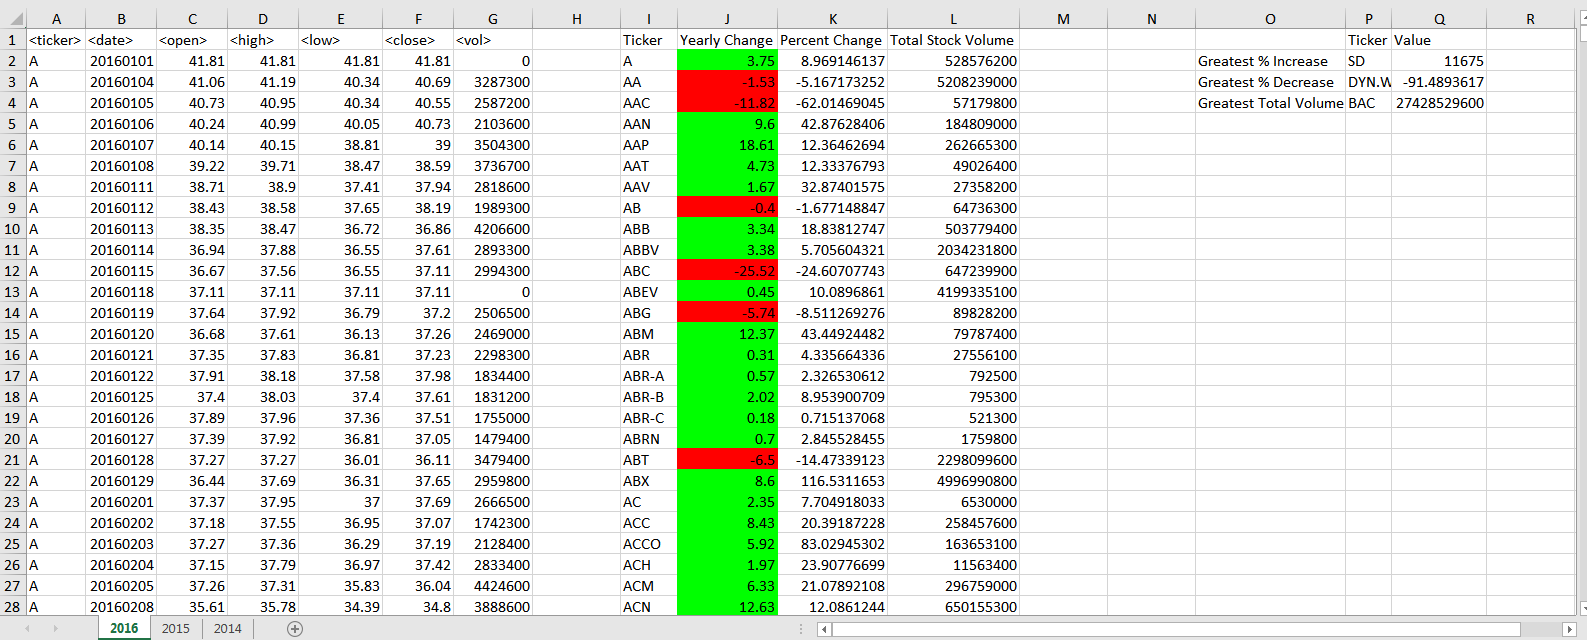 A B C D E F G H I J K L M N O P Q R
1 <ticker> <date> <open> <high> <low> <close> <vol> Ticker Yearly Change Percent Change Total Stock Volume Ticker Value
2 A 20160101 41.81 41.81 41.81 41.81 0 A 3.75 8.969146137 528576200 Greatest % Increase SD 11675
3 A 20160104 41.06 41.19 40.34 40.69 3287300 AA -1.53 -5.167173252 5208239000 Greatest % Decrease DYN.W -91.4893617
4 A 20160105 40.73 40.95 40.34 40.55 2587200 AAC -11.82 -62.01469045 57179800 Greatest Total Volume BAC 27428529600
5 A 20160106 40.24 40.99 40.05 40.73 2103600 AAN 9.6 42.87628406 184809000
6 A 20160107 40.14 40.15 38.81 39 3504300 AAP 18.61 12.36462694 262665300
7 A 20160108 39.22 39.71 38.47 38.59 3736700 AAT 4.73 12.33376793 49026400
8 A 20160111 38.71 38.9 37.41 37.94 2818600 AAV 1.67 32.87401575 27358200
9 A 20160112 38.43 38.58 37.65 38.19 1989300 AB -0.4 -1.677148847 64736300
10 A 20160113 38.35 38.47 36.72 36.86 4206600 ABB 3.34 18.83812747 503779400
11 A 20160114 36.94 37.88 36.55 37.61 2893300 ABBV 3.38 5.705604321 2034231800
12 A 20160115 36.67 37.56 36.55 37.11 2994300 ABC -25.52 -24.60707743 647239900
13 A 20160118 37.11 37.11 37.11 37.11 0 ABEV 0.45 10.0896861 4199335100
14 A 20160119 37.64 37.92 36.79 37.2 2506500 ABG -5.74 -8.511269276 89828200
15 A 20160120 36.68 37.61 36.13 37.26 2469000 ABM 12.37 43.44924482 79787400
16 A 20160121 37.35 37.83 36.81 37.23 2298300 ABR 0.31 4.335664336 27556100
17 A 20160122 37.91 38.18 37.58 37.98 1834400 ABR-A 0.57 2.326530612 792500
18 A 20160125 37.4 38.03 37.4 37.61 1831200 ABR-B 2.02 8.953900709 795300
19 A 20160126 37.89 37.96 37.36 37.51 1755000 ABR-C 0.18 0.715137068 521300
20 A 20160127 37.39 37.92 36.81 37.05 1479400 ABRN 0.7 2.845528455 1759800
21 A 20160128 37.27 37.27 36.01 36.11 3479400 ABT -6.5 -14.47339123 2298099600
22 A 20160129 36.44 37.69 36.31 37.65 2959800 ABX 8.6 116.5311653 4996990800
23 A 20160201 37.37 37.95 37 37.69 2666500 AC 2.35 7.704918033 6530000
24 A 20160202 37.18 37.55 36.95 37.07 1742300 ACC 8.43 20.39187228 258457600
25 A 20160203 37.27 37.36 36.29 37.19 2128400 ACCO 5.92 83.02945302 163653100
26 A 20160204 37.15 37.79 36.97 37.42 2833400 ACH 1.97 23.90776699 11563400
27 A 20160205 37.26 37.31 35.83 36.04 4424600 ACM 6.33 21.07892108 296759000
28 A 20160208 35.61 35.78 34.39 34.8 3888600 ACN 12.63 12.0861244 650155300
2016 2015 2014